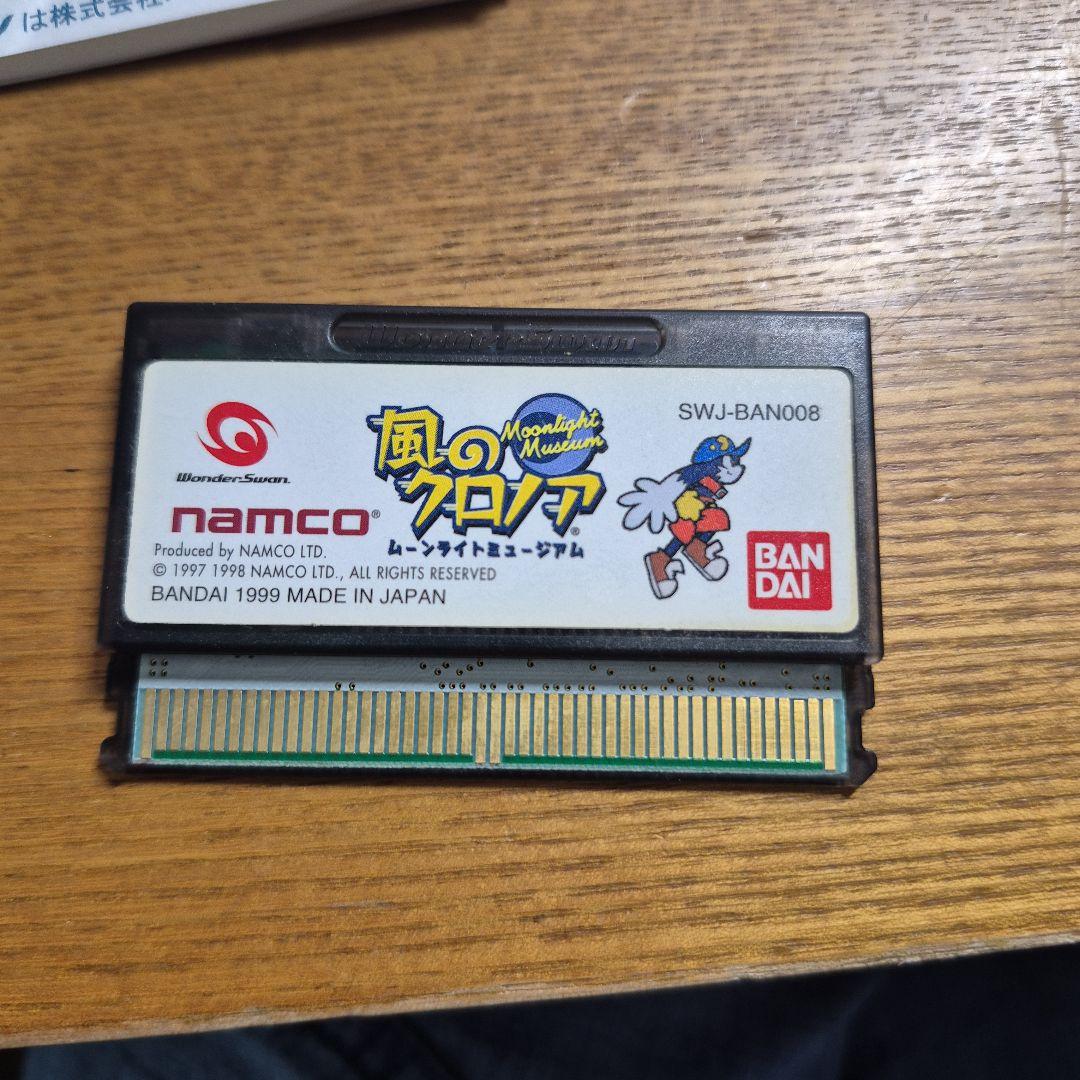 は株式会社
WonderSwan
SWJ-BAN008
WonderSwan
風のクロノア
Moonlight Museum
ムーンライトミュージアム
namco®
Produced by NAMCO LTD.
© 1997 1998 NAMCO LTD., ALL RIGHTS RESERVED
BANDAI 1999 MADE IN JAPAN
BAN
DAI